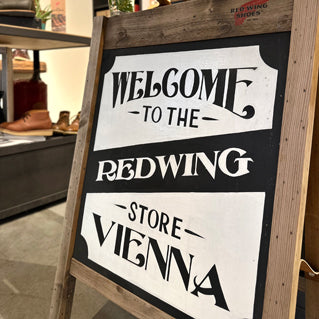 RED WING
SHOES
WELCOME
-TO THE-
REDWING
-STORE-
VIENNA